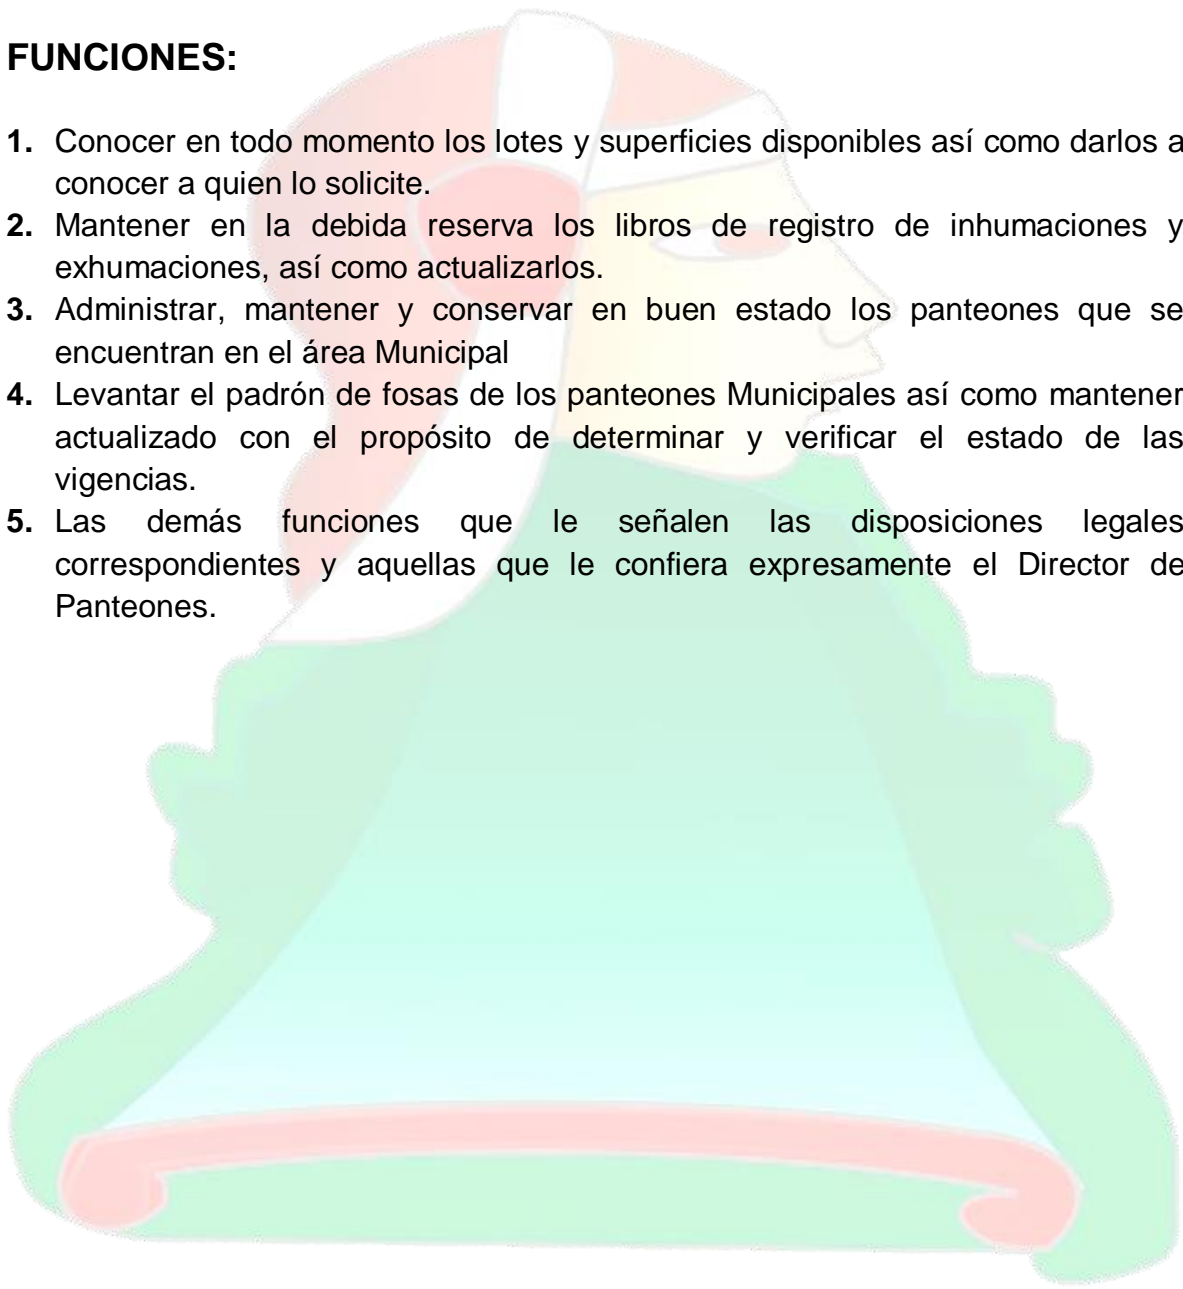 FUNCIONES:
1. Conocer en todo momento los lotes y superficies disponibles así como darlos a
conocer a quien lo solicite.
2. Mantener en la debida reserva los libros de registro de inhumaciones y
exhumaciones, así como actualizarlos.
3. Administrar, mantener y conservar en buen estado los panteones que se
encuentran en el área Municipal
4. Levantar el padrón de fosas de los panteones Municipales así como mantener
actualizado con el propósito de determinar y verificar el estado de las
vigencias.
5. Las demás funciones que le señalen las disposiciones legales
correspondientes y aquellas que le confiera expresamente el Director de
Panteones.